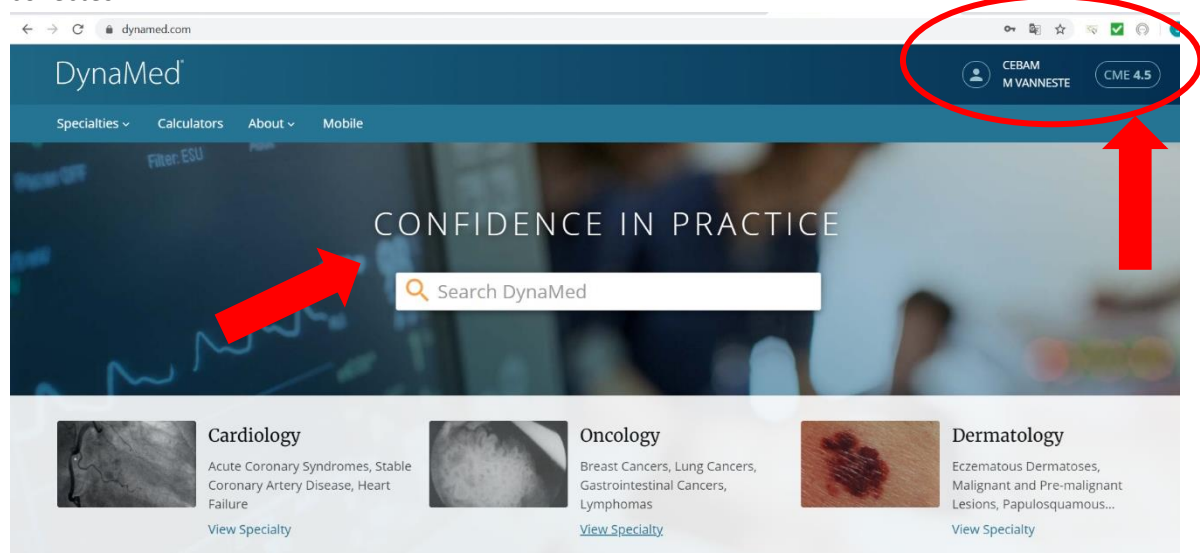 dynamed.com
DynaMed
CEBAM
M VANNESTE
CME 4.5
Specialties
Calculators
About
Mobile
Filter: ESU
CONFIDENCE IN PRACTICE
Search DynaMed
Cardiology
Acute Coronary Syndromes, Stable
Coronary Artery Disease, Heart
Failure
View Specialty
Oncology
Breast Cancers, Lung Cancers,
Gastrointestinal Cancers,
Lymphomas
View Specialty
Dermatology
Eczematous Dermatoses,
Malignant and Pre-malignant
Lesions, Papulosquamous...
View Specialty